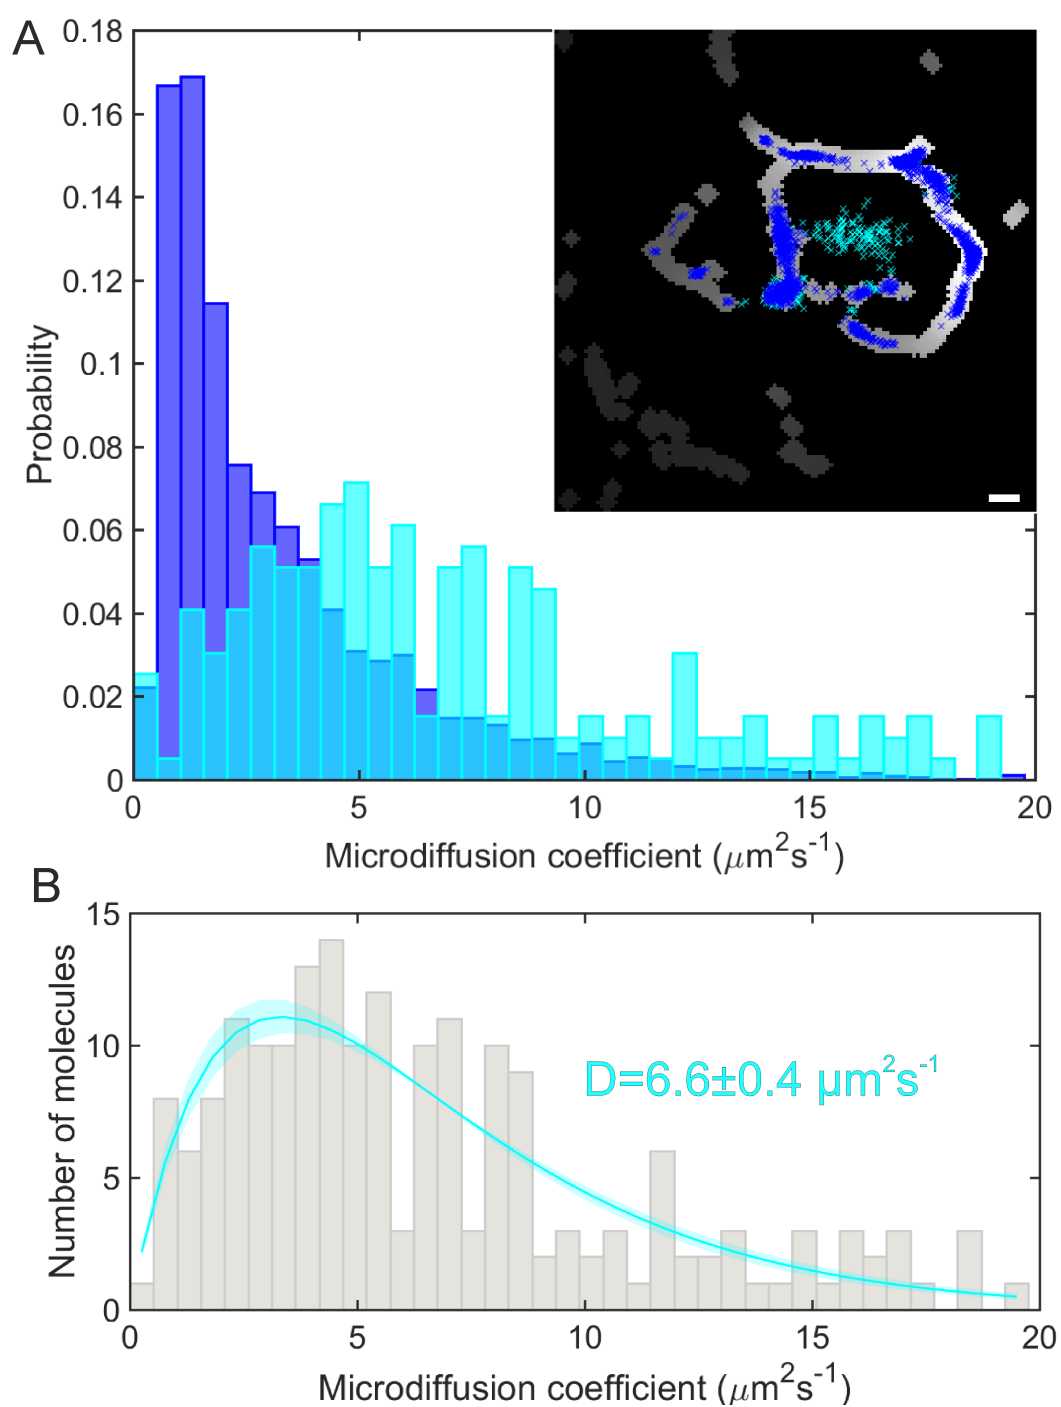 A
0.18
0.16
0.14
0.12
0.1
0.08
0.06
0.04
0.02
0
Probability
0 5 10 15 20
Microdiffusion coefficient (μm²s⁻¹)
B
15
10
5
0
Number of molecules
D=6.6±0.4 μm²s⁻¹
0 5 10 15 20
Microdiffusion coefficient (μm²s⁻¹)